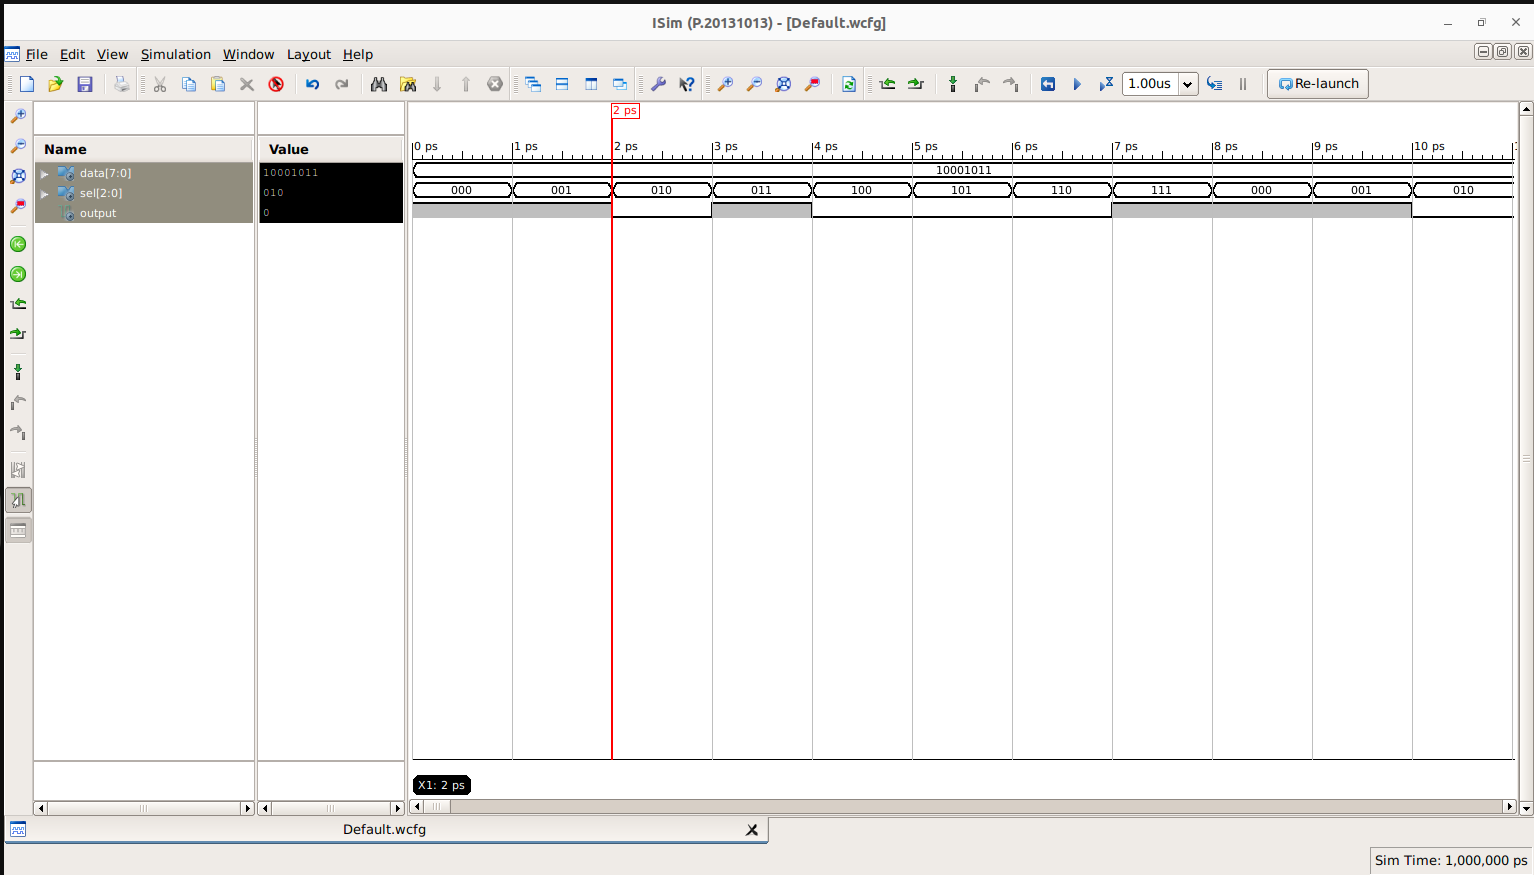 ISim (P.20131013) - [Default.wcfg]
File Edit View Simulation Window Layout Help
1.00us Re-launch
2 ps
Name Value
0 ps 1 ps 2 ps 3 ps 4 ps 5 ps 6 ps 7 ps 8 ps 9 ps 10 ps
data[7:0] 10001011 10001011
sel[2:0] 010 000 001 010 011 100 101 110 111 000 001 010
output 0
X1: 2 ps
Default.wcfg
Sim Time: 1,000,000 ps